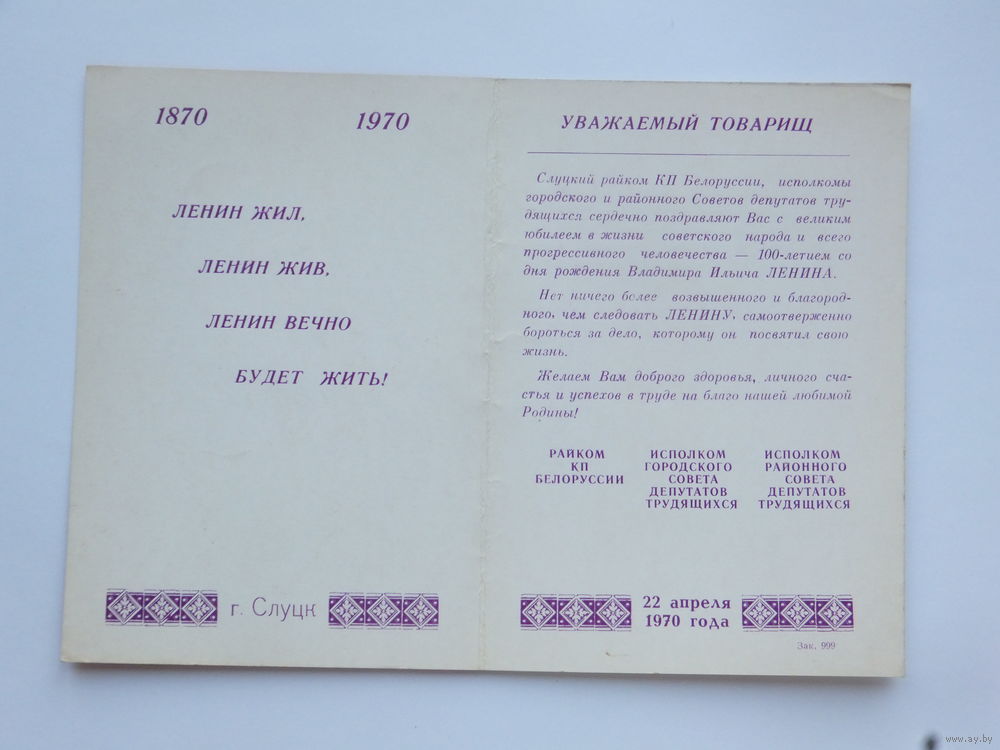 1870 1970
ЛЕНИН ЖИЛ,
ЛЕНИН ЖИВ,
ЛЕНИН ВЕЧНО
БУДЕТ ЖИТЬ!
г. Слуцк
УВАЖАЕМЫЙ ТОВАРИЩ
Слуцкий райком КП Белоруссии, исполкомы
городского и районного Советов депутатов тру-
дящихся сердечно поздравляют Вас с великим
юбилеем в жизни советского народа и всего
прогрессивного человечества — 100-летием со
дня рождения Владимира Ильича ЛЕНИНА.
Нет ничего более возвышенного и благород-
ного, чем следовать ЛЕНИНУ, самоотверженно
бороться за дело, которому он посвятил свою
жизнь.
Желаем Вам доброго здоровья, личного сча-
стья и успехов в труде на благо нашей любимой
Родины!
РАЙКОМ
КП
БЕЛОРУССИИ
ИСПОЛКОМ
ГОРОДСКОГО
СОВЕТА
ДЕПУТАТОВ
ТРУДЯЩИХСЯ
ИСПОЛКОМ
РАЙОННОГО
СОВЕТА
ДЕПУТАТОВ
ТРУДЯЩИХСЯ
22 апреля
1970 года
Зак. 999
www.ay.by